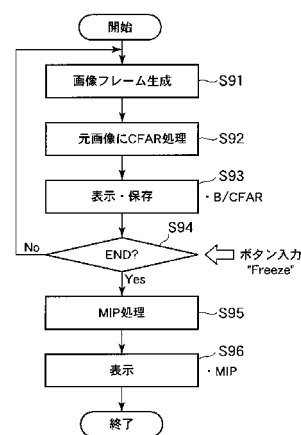 開始
画像フレーム生成
S91
元画像にCFAR処理
S92
S93
表示・保存
・B/CFAR
S94
No
END?
ボタン入力
"Freeze"
Yes
MIP処理
S95
S96
表示
・MIP
終了